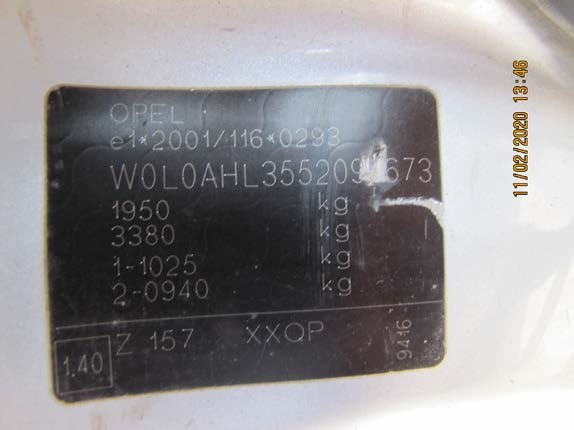 OPEL
e1*2001/116*0293
1950 kg
3380 kg
1-1025 kg
2-0940 kg
Z 157 XXQP
1.40
9416
11/02/2020 13:46